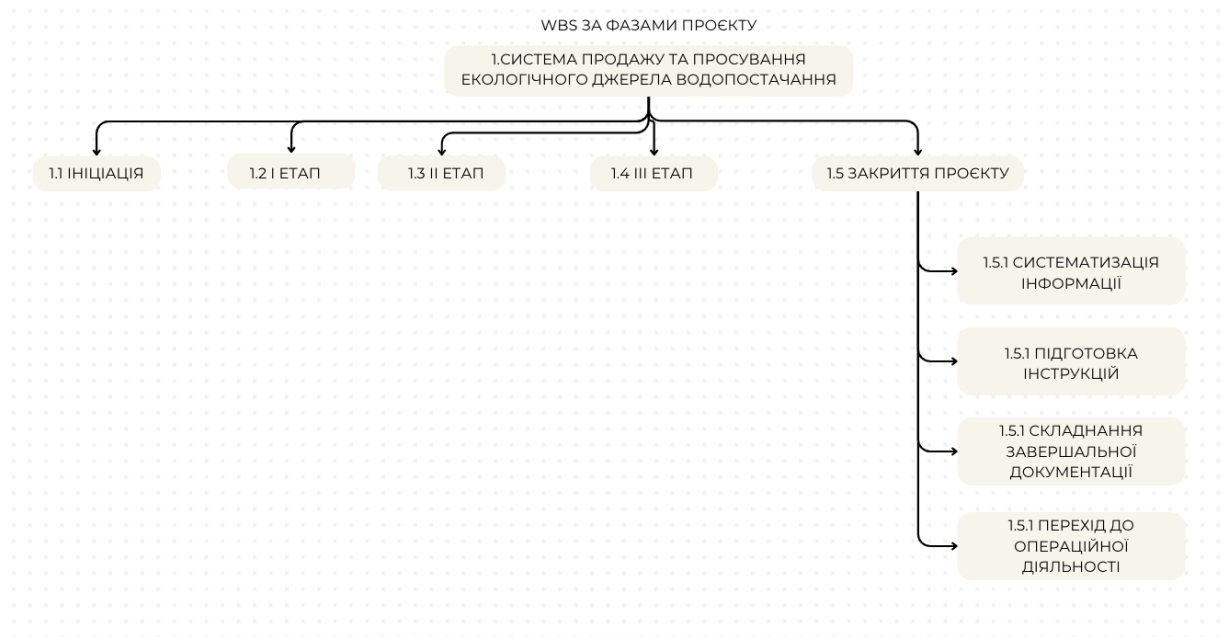 WBS ЗА ФАЗАМИ ПРОЄКТУ
1.СИСТЕМА ПРОДАЖУ ТА ПРОСУВАННЯ
ЕКОЛОГІЧНОГО ДЖЕРЕЛА ВОДОПОСТАЧАННЯ
1.1 ІНІЦІАЦІЯ
1.2 І ЕТАП
1.3 ІІ ЕТАП
1.4 ІІІ ЕТАП
1.5 ЗАКРИТТЯ ПРОЄКТУ
1.5.1 СИСТЕМАТИЗАЦІЯ
ІНФОРМАЦІЇ
1.5.1 ПІДГОТОВКА
ІНСТРУКЦІЙ
1.5.1 СКЛАДНАННЯ
ЗАВЕРШАЛЬНОЇ
ДОКУМЕНТАЦІЇ
1.5.1 ПЕРЕХІД ДО
ОПЕРАЦІЙНОЇ
ДІЯЛЬНОСТІ